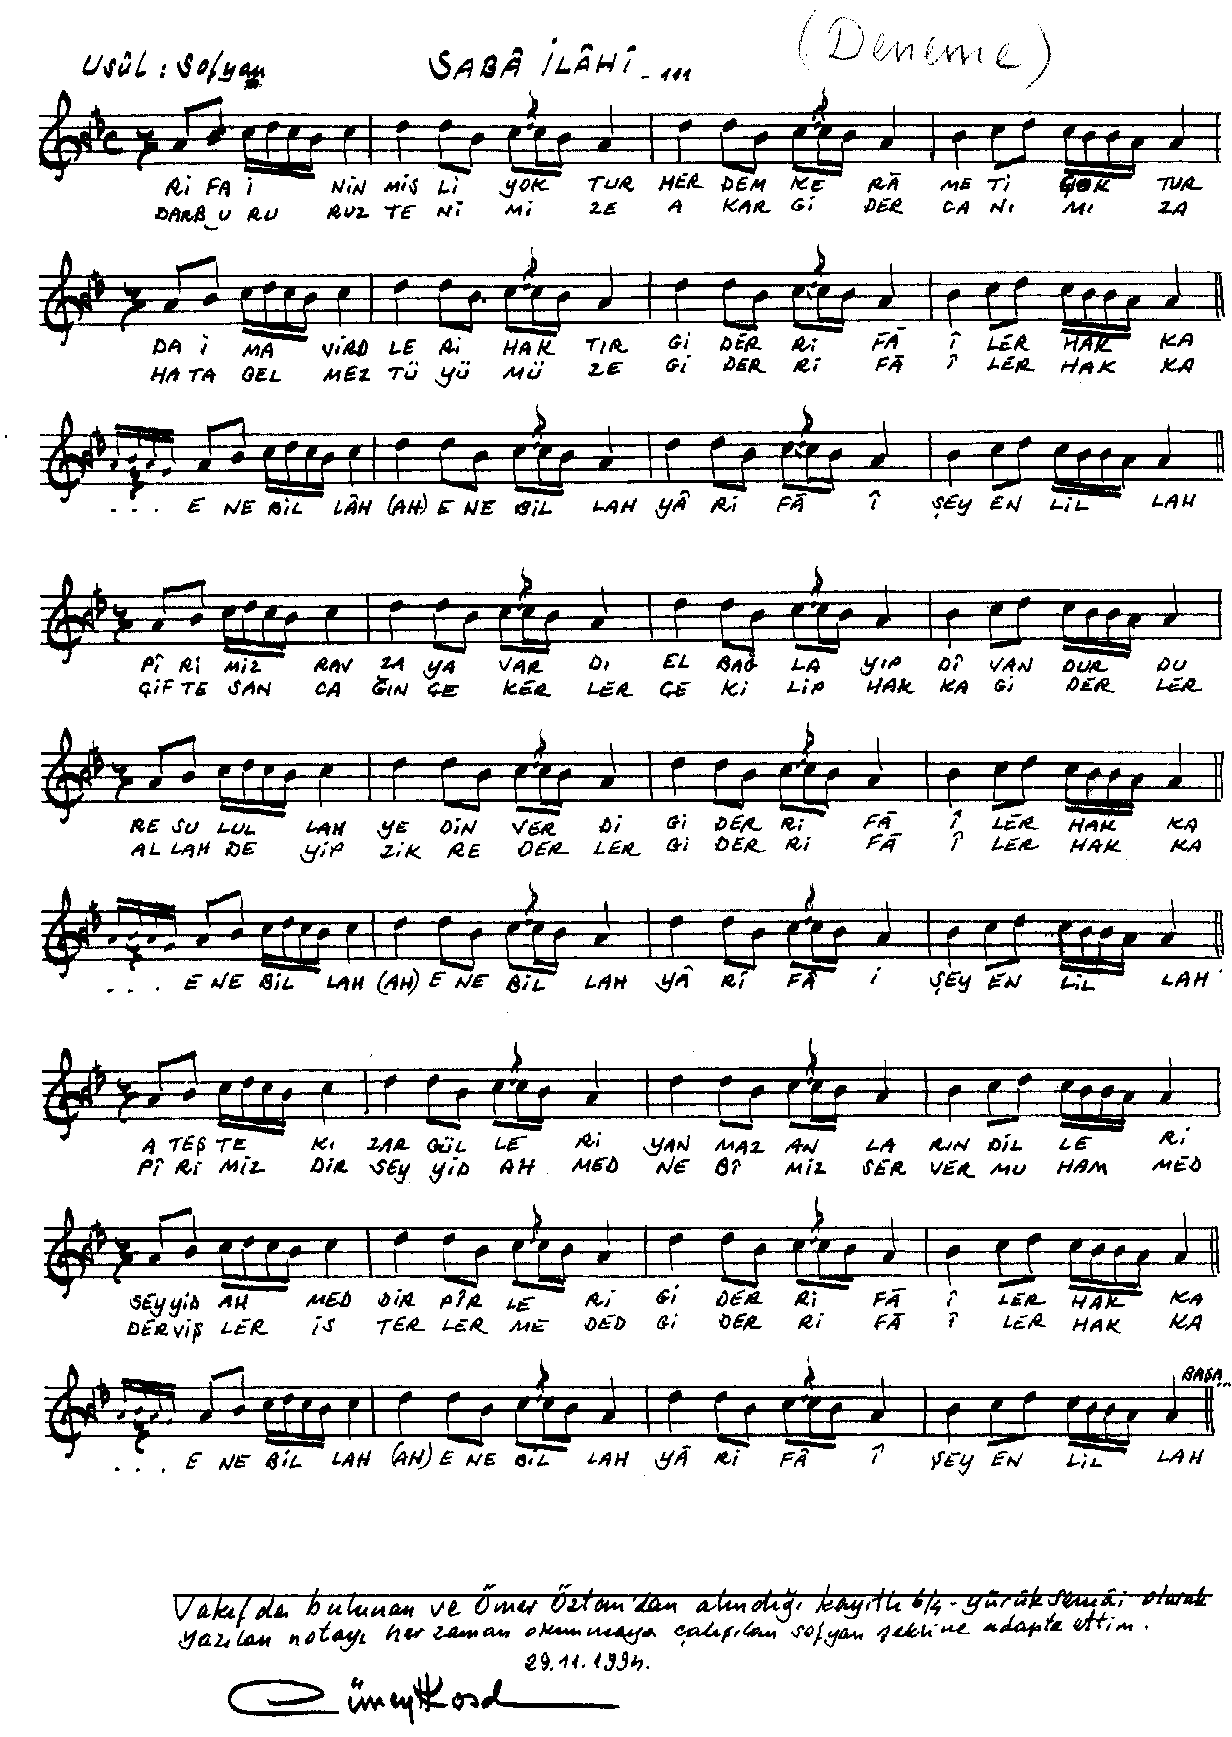 (Deneme)
Usûl : Sofyan
SABÂ İLÂHÎ - ...
Rİ FA İ NİN MİS Lİ YOK TUR HER DEM KE RÂ ME Tİ ÇOK TUR
DARB U RU RUZ TE Nİ Mİ ZE A KAR Gİ DER CA NI MI ZA
DA İ MA VİRD LE Rİ HAK TIR Gİ DER Rİ FÂ Î LER HAK KA
HA TA GEL MEZ TÜ YÜ MÜ ZE Gİ DER Rİ FÂ Î LER HAK KA
. . . E NE BİL LÂH (AH) E NE BİL LAH YÂ Rİ FÂ Î ŞEY EN LİL LAH
PÎ Rİ MİZ RAV ZA YA VAR DI EL BAĞ LA YIP DÎ VAN DUR DU
ÇİF TE SAN CA ĞIN ÇE KER LER ÇE Kİ LİP HAK KA Gİ DER LER
RE SU LUL LAH YE DİN VER Dİ Gİ DER Rİ FÂ Î LER HAK KA
AL LAH DE YİP ZİK RE DER LER Gİ DER Rİ FÂ Î LER HAK KA
. . . E NE BİL LAH (AH) E NE BİL LAH YÂ Rİ FÂ İ ŞEY EN LİL LAH
A TEŞ TE KI ZAR GÜL LE Rİ YAN MAZ AN LA RIN DİL LE Rİ
PÎ Rİ MİZ DİR SEY YİD AH MED NE BÎ MİZ SER VER MU HAM MED
SEY YİD AH MED DİR PÎR LE Rİ Gİ DER Rİ FÂ Î LER HAK KA
DER VİŞ LER İS TER LER ME DED Gİ DER Rİ FÂ Î LER HAK KA
BAŞA...
. . . E NE BİL LAH (AH) E NE BİL LAH YÂ Rİ FÂ Î ŞEY EN LİL LAH
Vakıf'da bulunan ve Ömer Öztan'dan alındığı kayıtlı 6/4 - yürük semâi olarak
yazılan notayı her zaman okunmaya çalışılan sofyan şekline adapte ettim.
29.11.1994.
Cüneyt Kosal